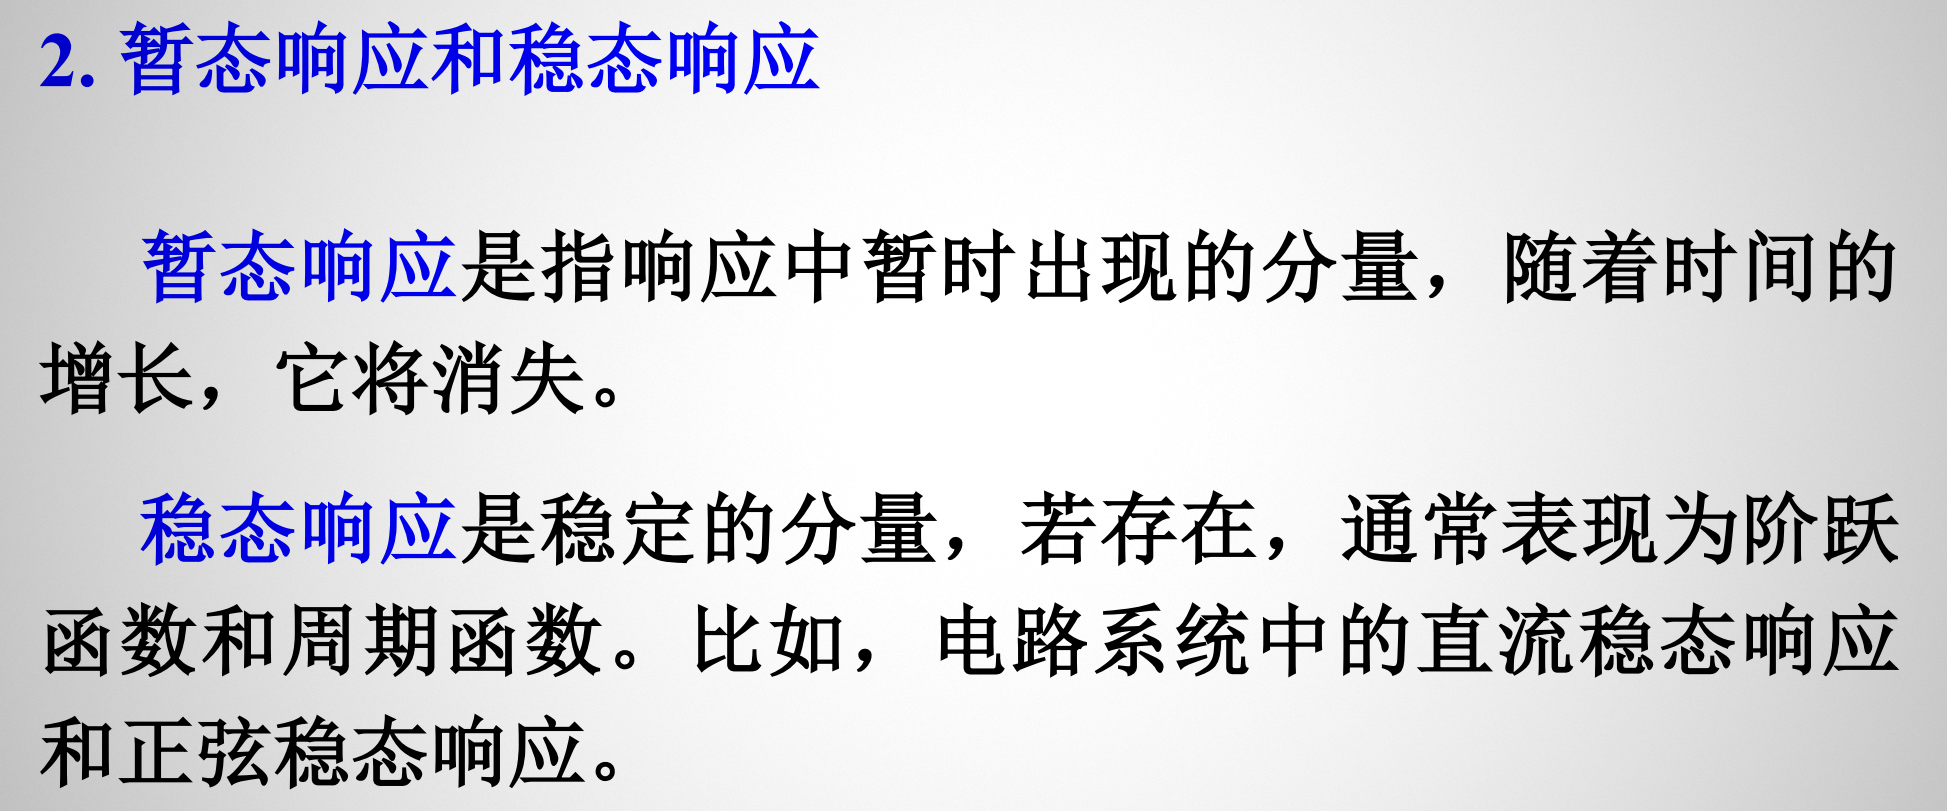 2. 暂态响应和稳态响应
暂态响应是指响应中暂时出现的分量，随着时间的
增长，它将消失。
稳态响应是稳定的分量，若存在，通常表现为阶跃
函数和周期函数。比如，电路系统中的直流稳态响应
和正弦稳态响应。